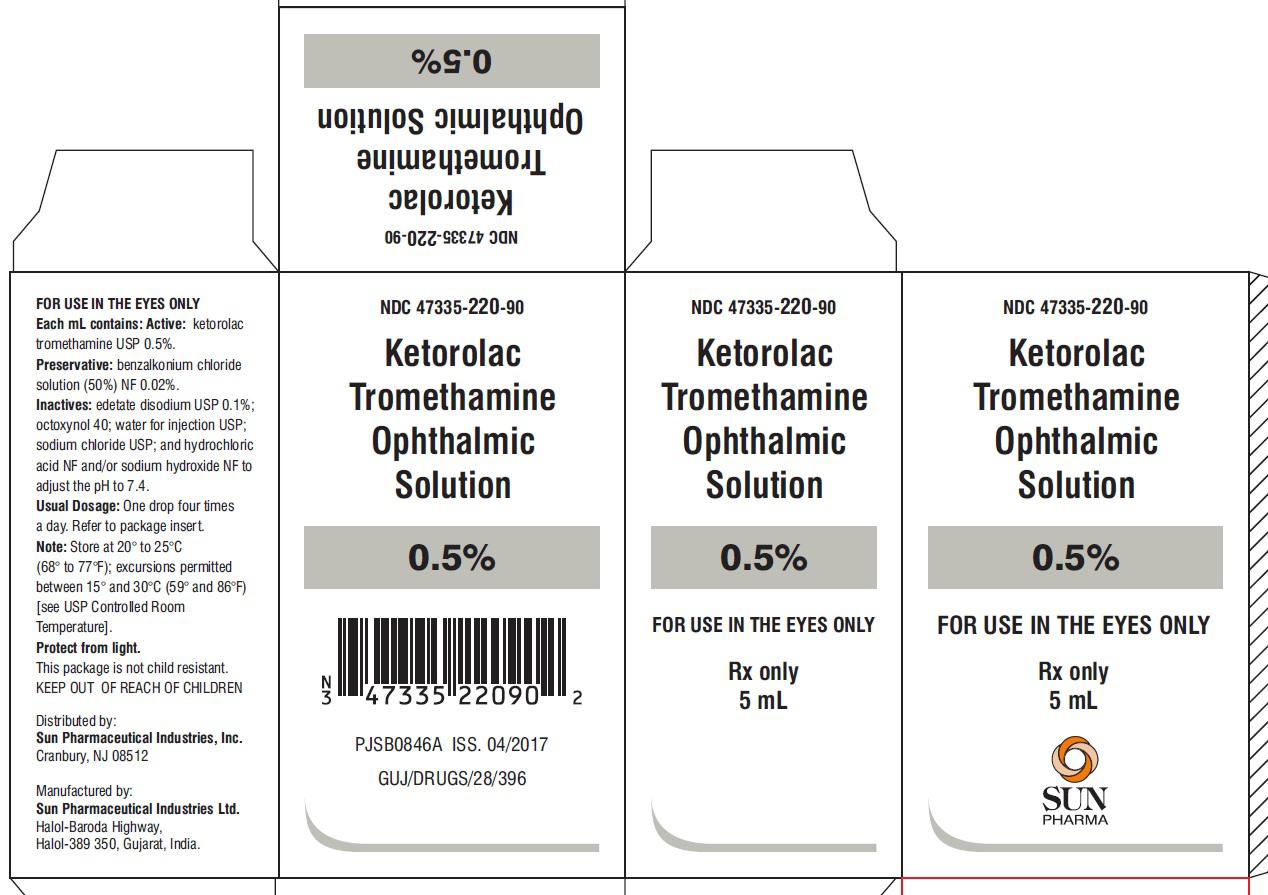 0.5%
Ophthalmic Solution
Tromethamine
Ketorolac
NDC 47335-220-90
FOR USE IN THE EYES ONLY
Each mL contains: Active: ketorolac
tromethamine USP 0.5%.
Preservative: benzalkonium chloride
solution (50%) NF 0.02%.
Inactives: edetate disodium USP 0.1%;
octoxynol 40; water for injection USP;
sodium chloride USP; and hydrochloric
acid NF and/or sodium hydroxide NF to
adjust the pH to 7.4.
Usual Dosage: One drop four times
a day. Refer to package insert.
Note: Store at 20° to 25°C
(68° to 77°F); excursions permitted
between 15° and 30°C (59° and 86°F)
[see USP Controlled Room
Temperature].
Protect from light.
This package is not child resistant.
KEEP OUT OF REACH OF CHILDREN
Distributed by:
Sun Pharmaceutical Industries, Inc.
Cranbury, NJ 08512
Manufactured by:
Sun Pharmaceutical Industries Ltd.
Halol-Baroda Highway,
Halol-389 350, Gujarat, India.
NDC 47335-220-90
Ketorolac
Tromethamine
Ophthalmic
Solution
0.5%
N
3 47335 22090 2
PJSB0846A ISS. 04/2017
GUJ/DRUGS/28/396
NDC 47335-220-90
Ketorolac
Tromethamine
Ophthalmic
Solution
0.5%
FOR USE IN THE EYES ONLY
Rx only
5 mL
NDC 47335-220-90
Ketorolac
Tromethamine
Ophthalmic
Solution
0.5%
FOR USE IN THE EYES ONLY
Rx only
5 mL
SUN
PHARMA